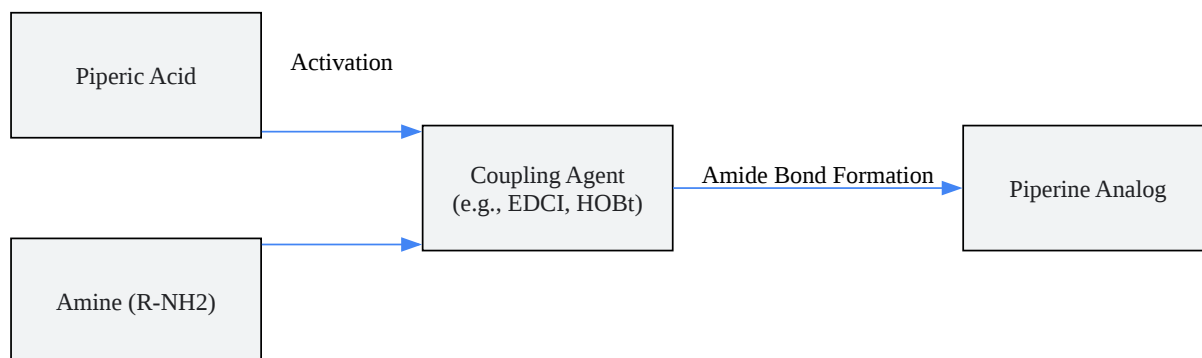 Piperic Acid
Activation
Coupling Agent
(e.g., EDCI, HOBt)
Amide Bond Formation
Piperine Analog
Amine (R-NH2)